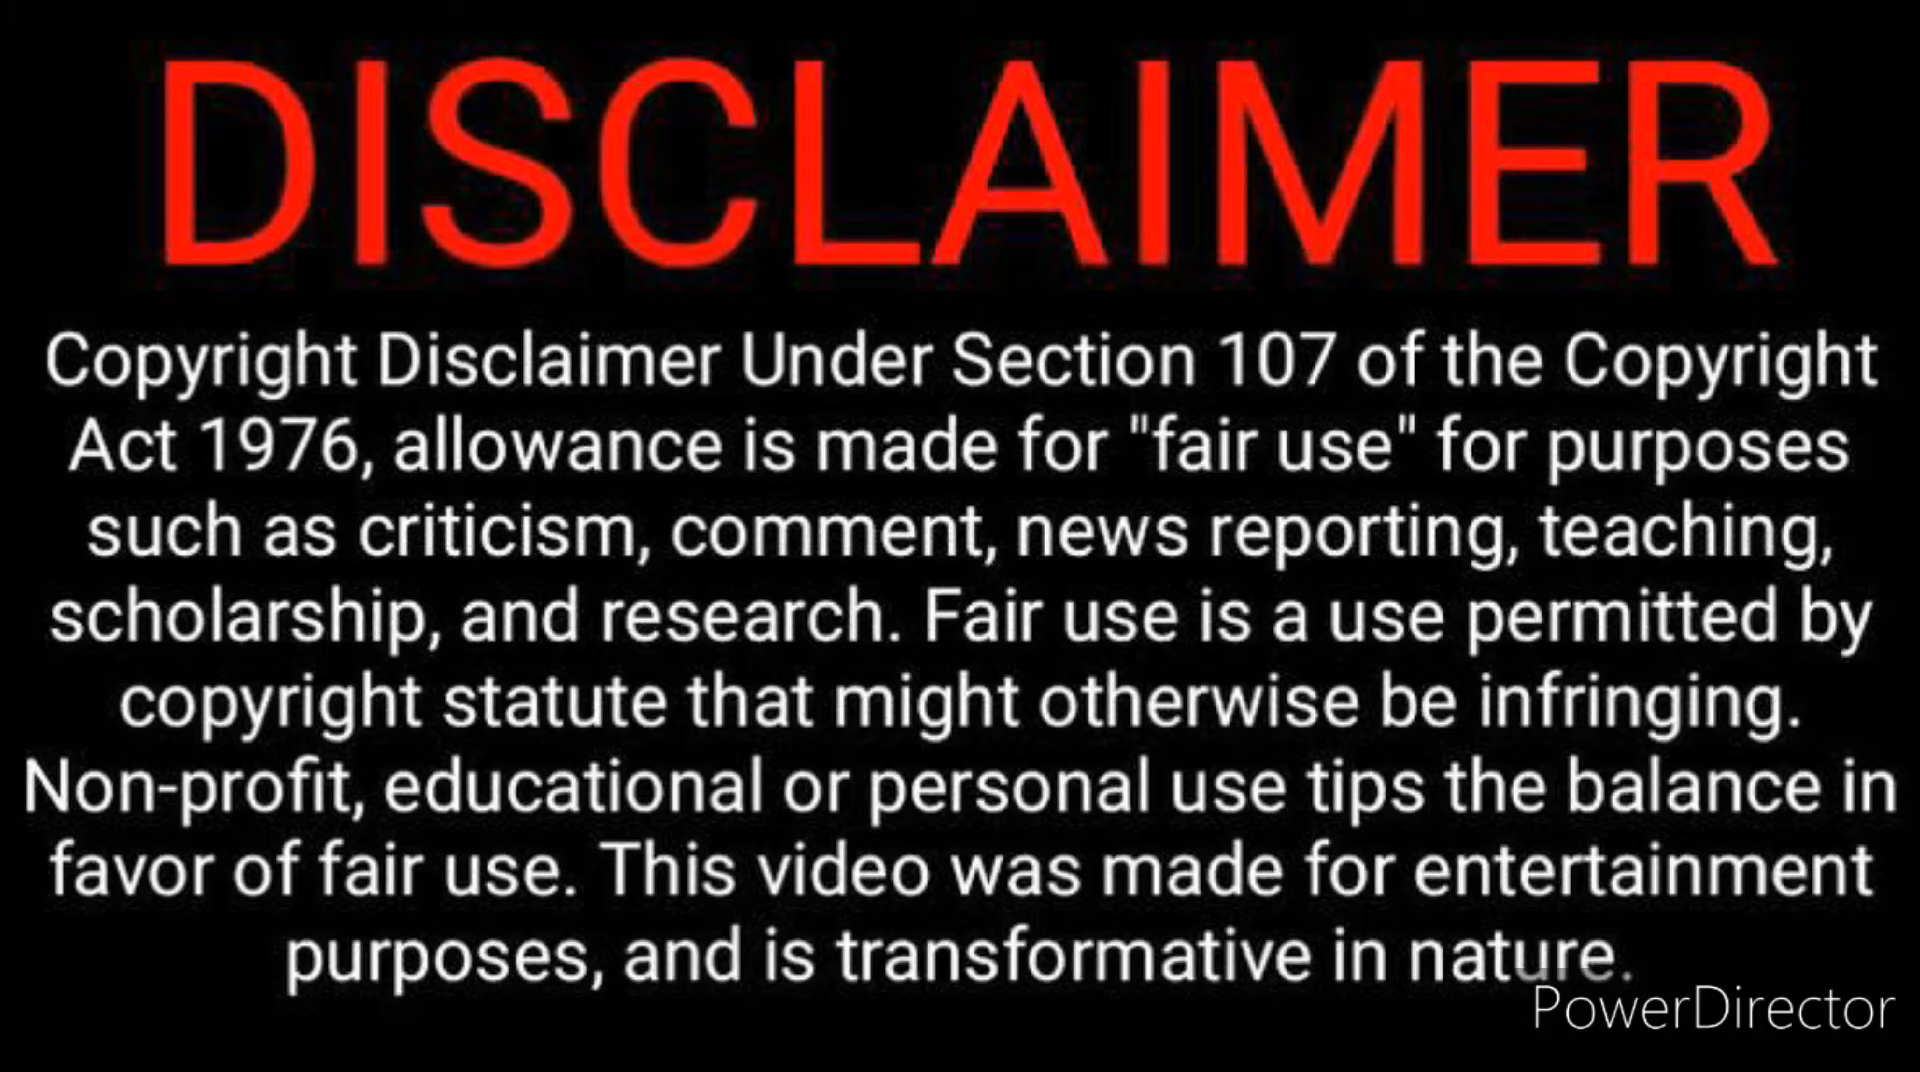 DISCLAIMER
Copyright Disclaimer Under Section 107 of the Copyright
Act 1976, allowance is made for "fair use" for purposes
such as criticism, comment, news reporting, teaching,
scholarship, and research. Fair use is a use permitted by
copyright statute that might otherwise be infringing.
Non-profit, educational or personal use tips the balance in
favor of fair use. This video was made for entertainment
purposes, and is transformative in nature.
PowerDirector